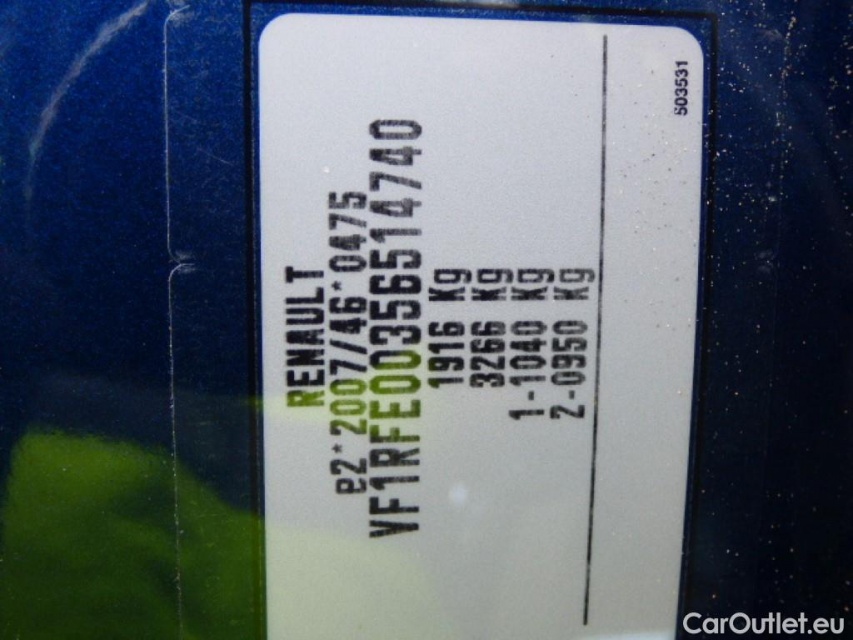 RENAULT
e2*2007/46*0475
VF1RFE00356514740
1916 Kg
3266 Kg
1-1040 Kg
2-0950 Kg
503531
CarOutlet.eu